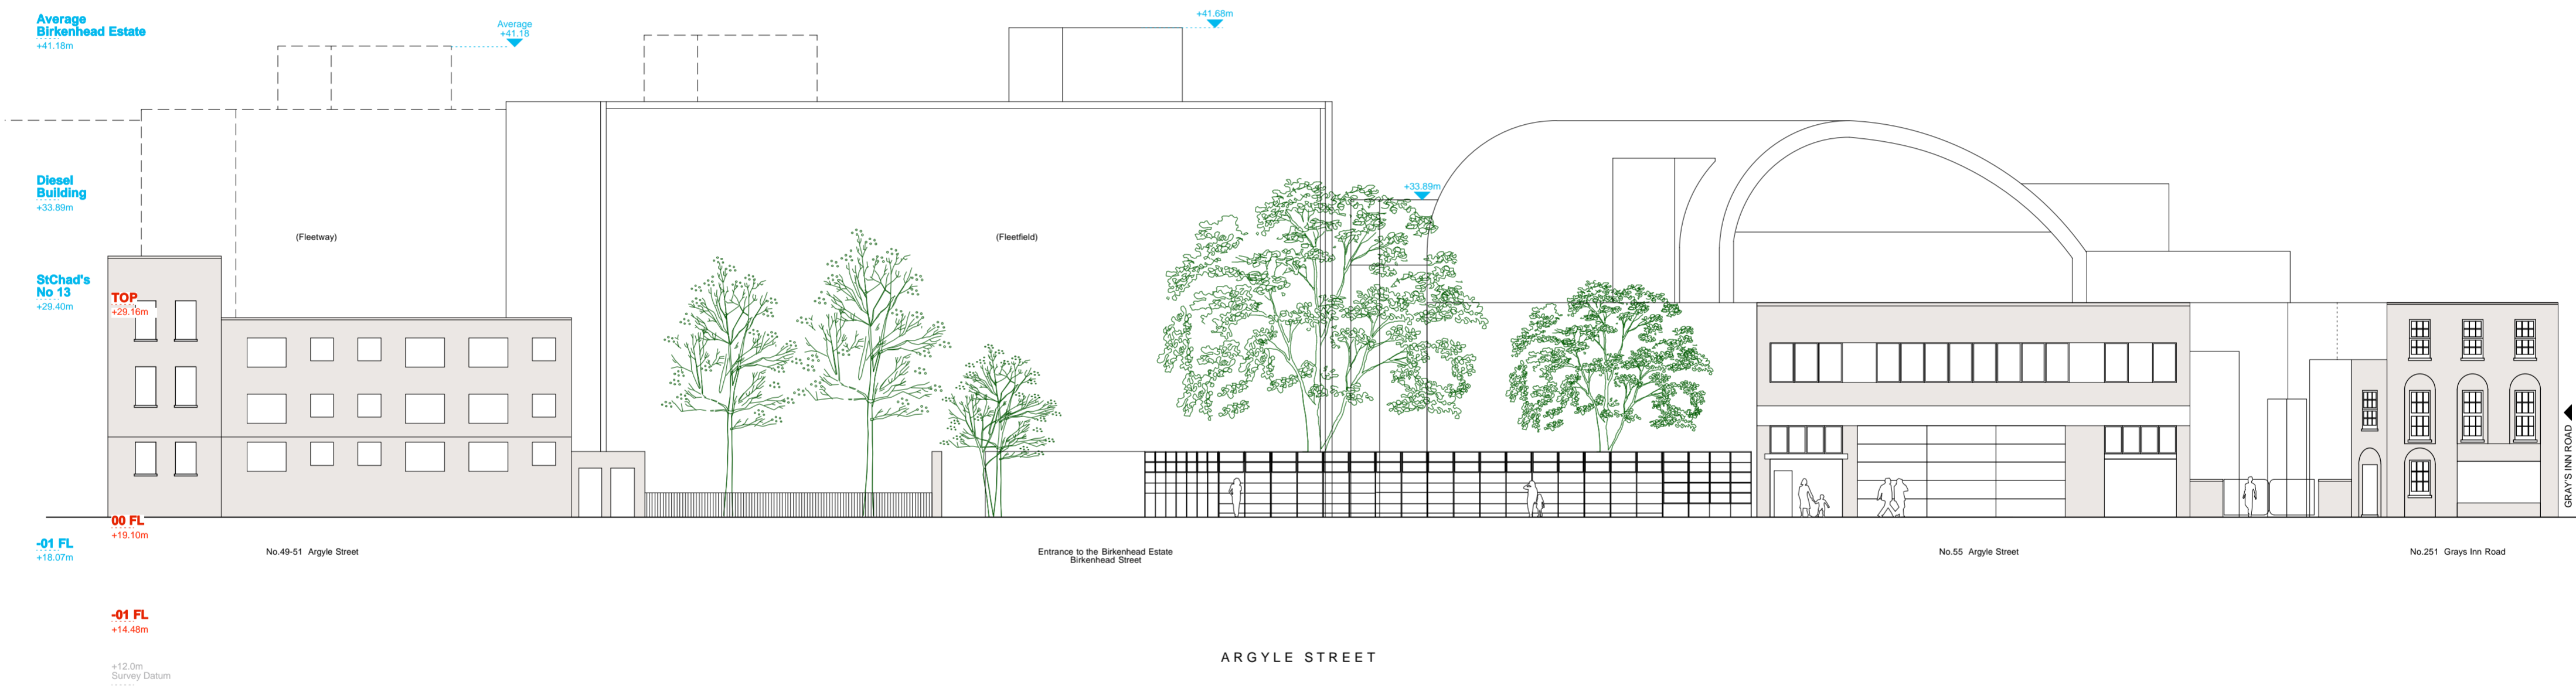 Average
Birkenhead Estate
+41.18m
Average
+41.18
+41.68m
Diesel
Building
+33.89m
+33.89m
(Fleetway)
(Fleetfield)
StChad's
No 13
+29.40m
TOP
+29.16m
GRAY'S INN ROAD
00 FL
+19.10m
-01 FL
+18.07m
No.49-51 Argyle Street
Entrance to the Birkenhead Estate
Birkenhead Street
No.55 Argyle Street
No.251 Grays Inn Road
-01 FL
+14.48m
ARGYLE STREET
+12.0m
Survey Datum